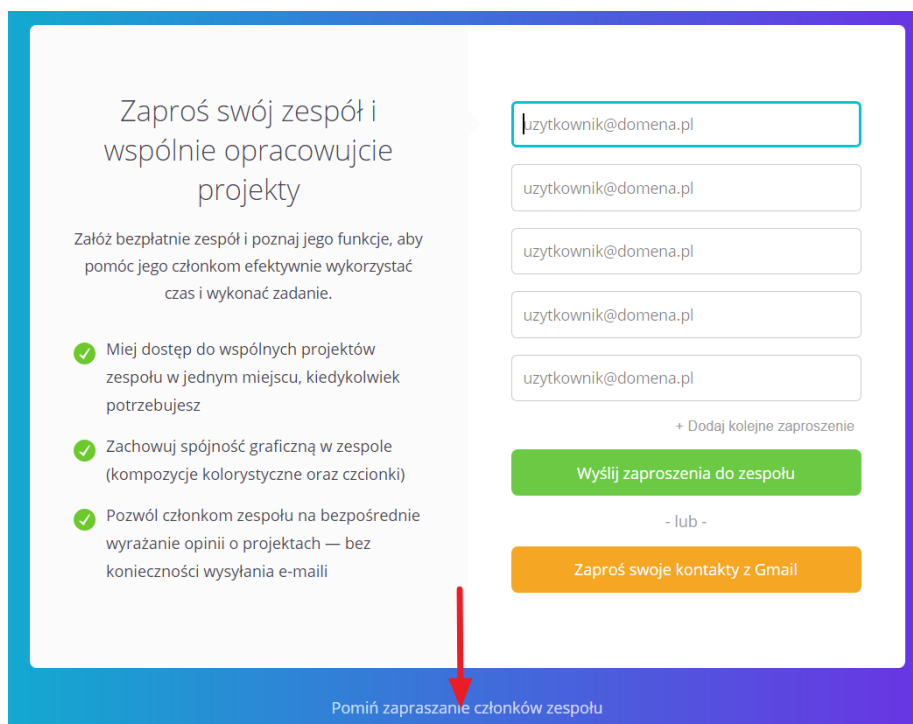 Zaproś swój zespół i
wspólnie opracowujcie
projekty
Załóż bezpłatnie zespół i poznaj jego funkcje, aby
pomóc jego członkom efektywnie wykorzystać
czas i wykonać zadanie.
Miej dostęp do wspólnych projektów
zespołu w jednym miejscu, kiedykolwiek
potrzebujesz
Zachowuj spójność graficzną w zespole
(kompozycje kolorystyczne oraz czcionki)
Pozwól członkom zespołu na bezpośrednie
wyrażanie opinii o projektach — bez
konieczności wysyłania e-maili
uzytkownik@domena.pl
uzytkownik@domena.pl
uzytkownik@domena.pl
uzytkownik@domena.pl
uzytkownik@domena.pl
+ Dodaj kolejne zaproszenie
Wyślij zaproszenia do zespołu
- lub -
Zaproś swoje kontakty z Gmail
Pomiń zapraszanie członków zespołu